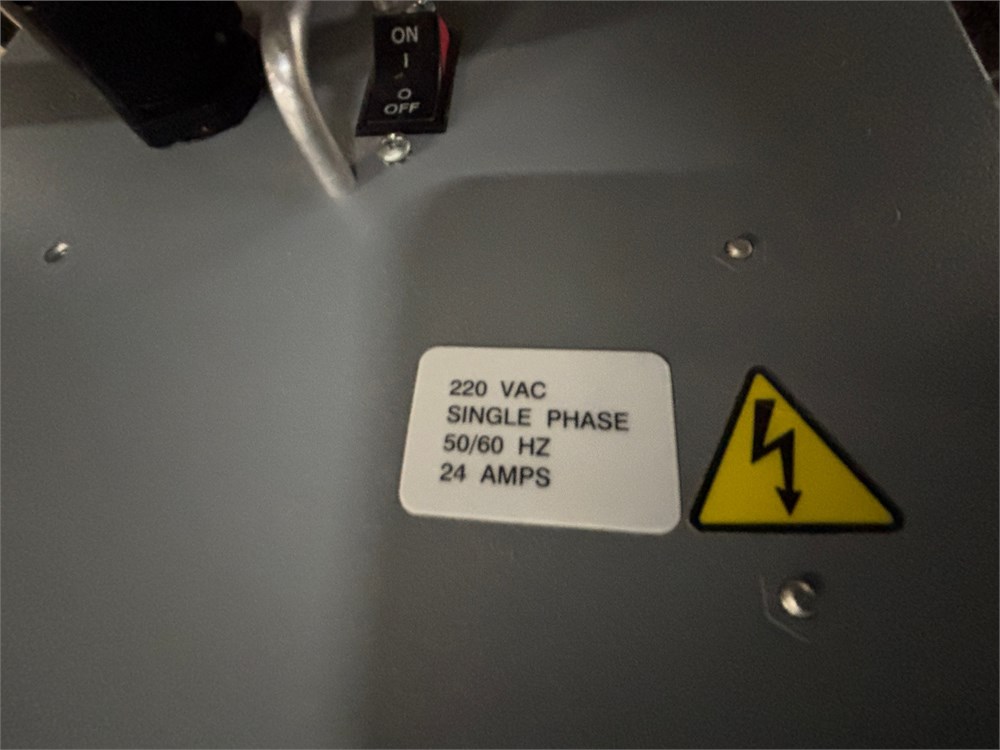 ON
I
O
OFF
220 VAC
SINGLE PHASE
50/60 HZ
24 AMPS